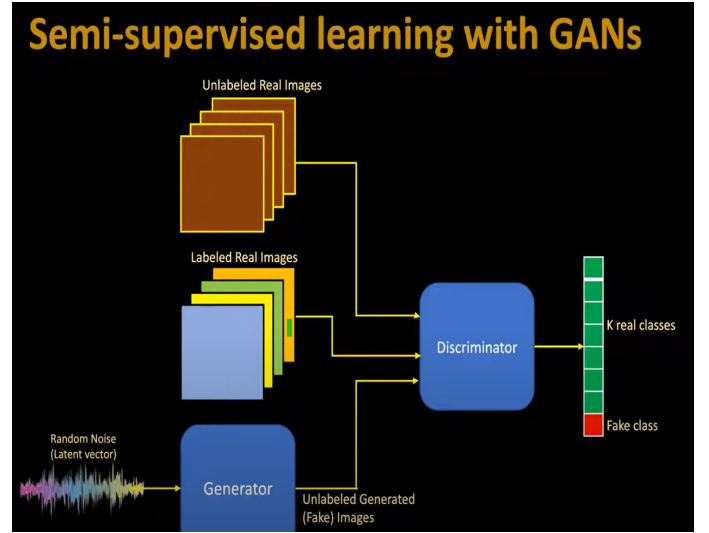 Semi-supervised learning with GANs
Unlabeled Real Images
Labeled Real Images
Discriminator
K real classes
Fake class
Random Noise
(Latent vector)
Generator
Unlabeled Generated
(Fake) Images